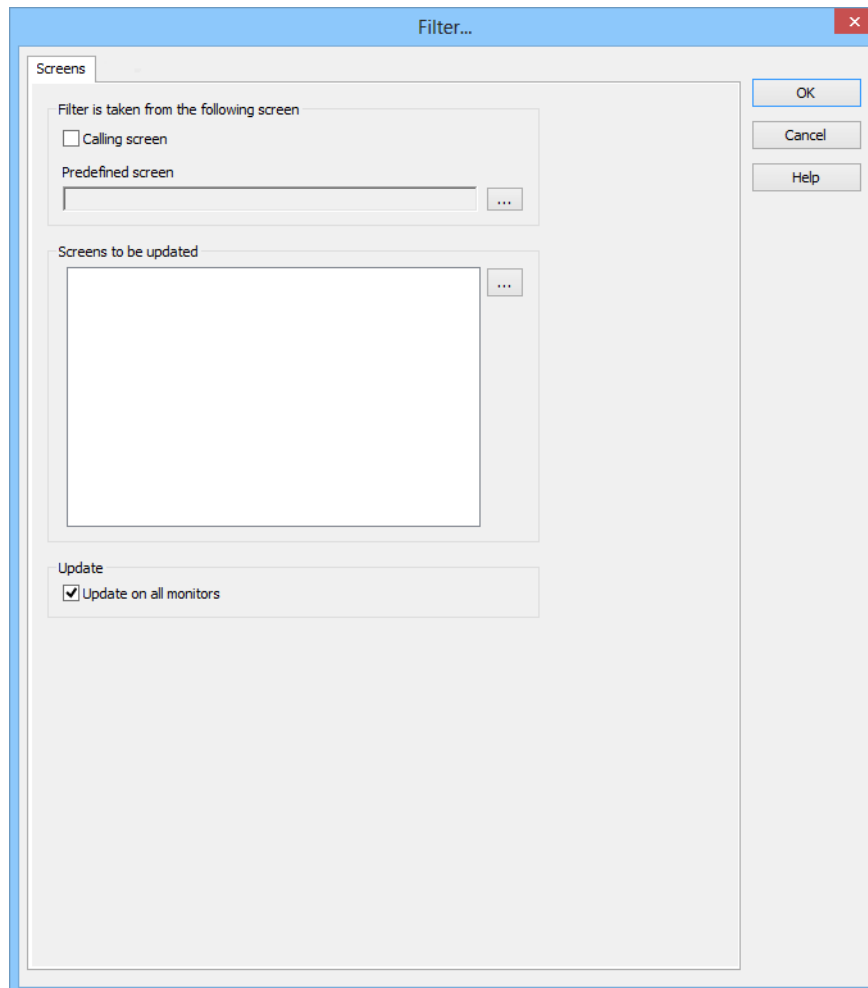 Filter...
Screens
Filter is taken from the following screen
Calling screen
Predefined screen
...
Screens to be updated
...
Update
Update on all monitors
OK
Cancel
Help